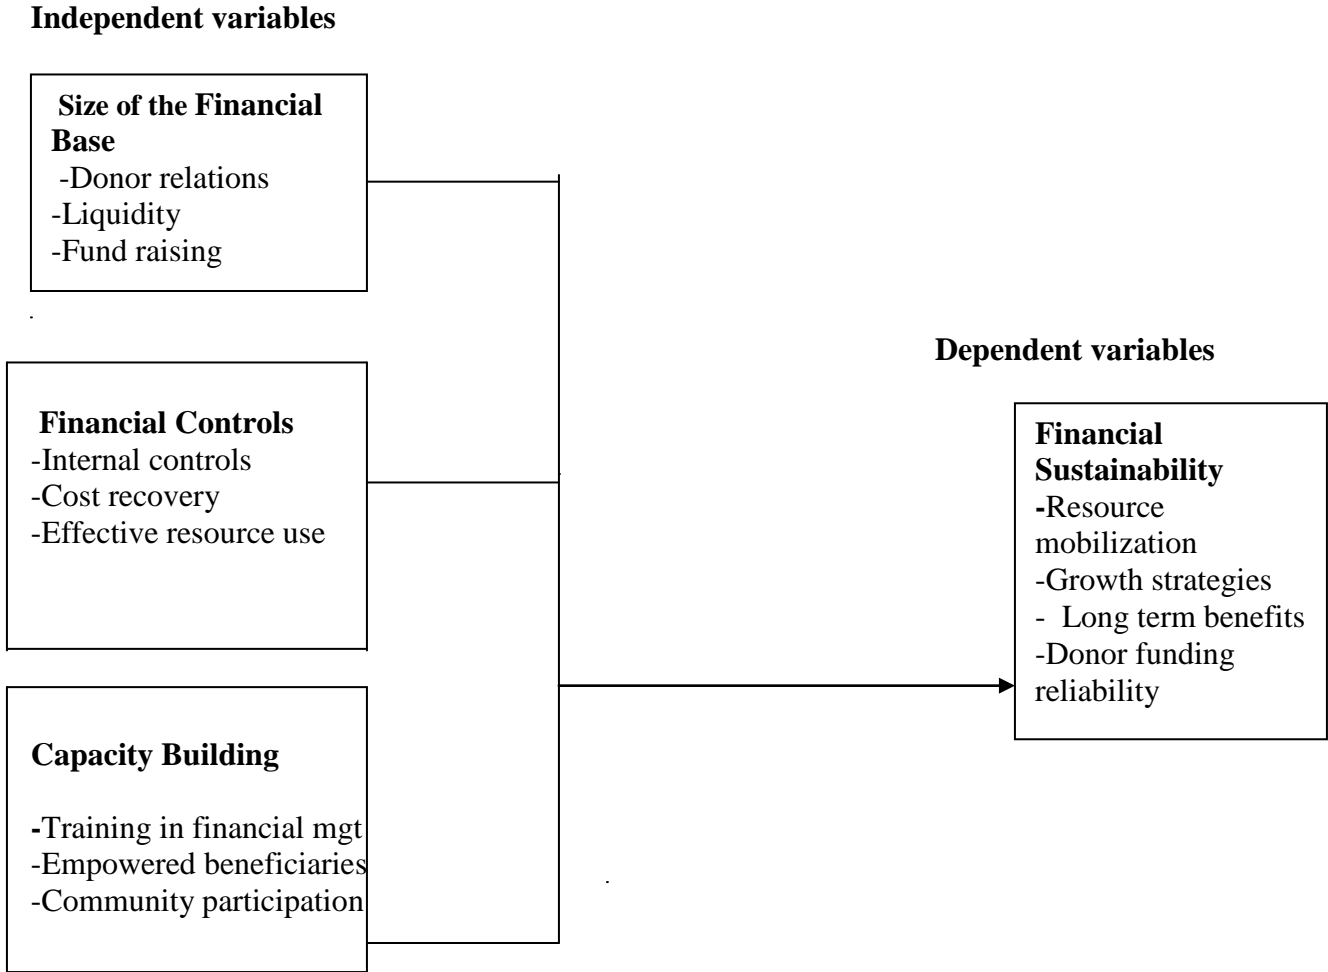 Independent variables
Size of the Financial
Base
-Donor relations
-Liquidity
-Fund raising
Financial Controls
-Internal controls
-Cost recovery
-Effective resource use
Capacity Building
-Training in financial mgt
-Empowered beneficiaries
-Community participation
Dependent variables
Financial
Sustainability
-Resource
mobilization
-Growth strategies
- Long term benefits
-Donor funding
reliability